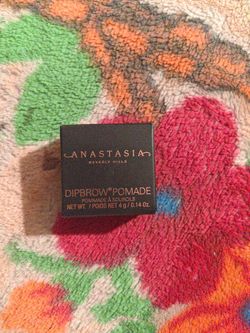 ANASTASIA
BEVERLY HILLS
DIPBROW® POMADE
POMMADE À SOURCILS
NET WT. / POIDS NET 4 g / 0.14 Oz.